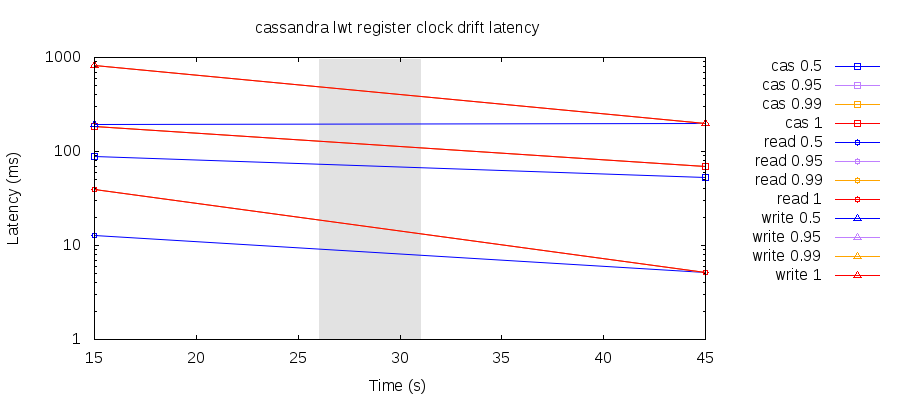 cassandra lwt register clock drift latency
1000
100
10
1
Latency (ms)
15 20 25 30 35 40 45
Time (s)
cas 0.5
cas 0.95
cas 0.99
cas 1
read 0.5
read 0.95
read 0.99
read 1
write 0.5
write 0.95
write 0.99
write 1